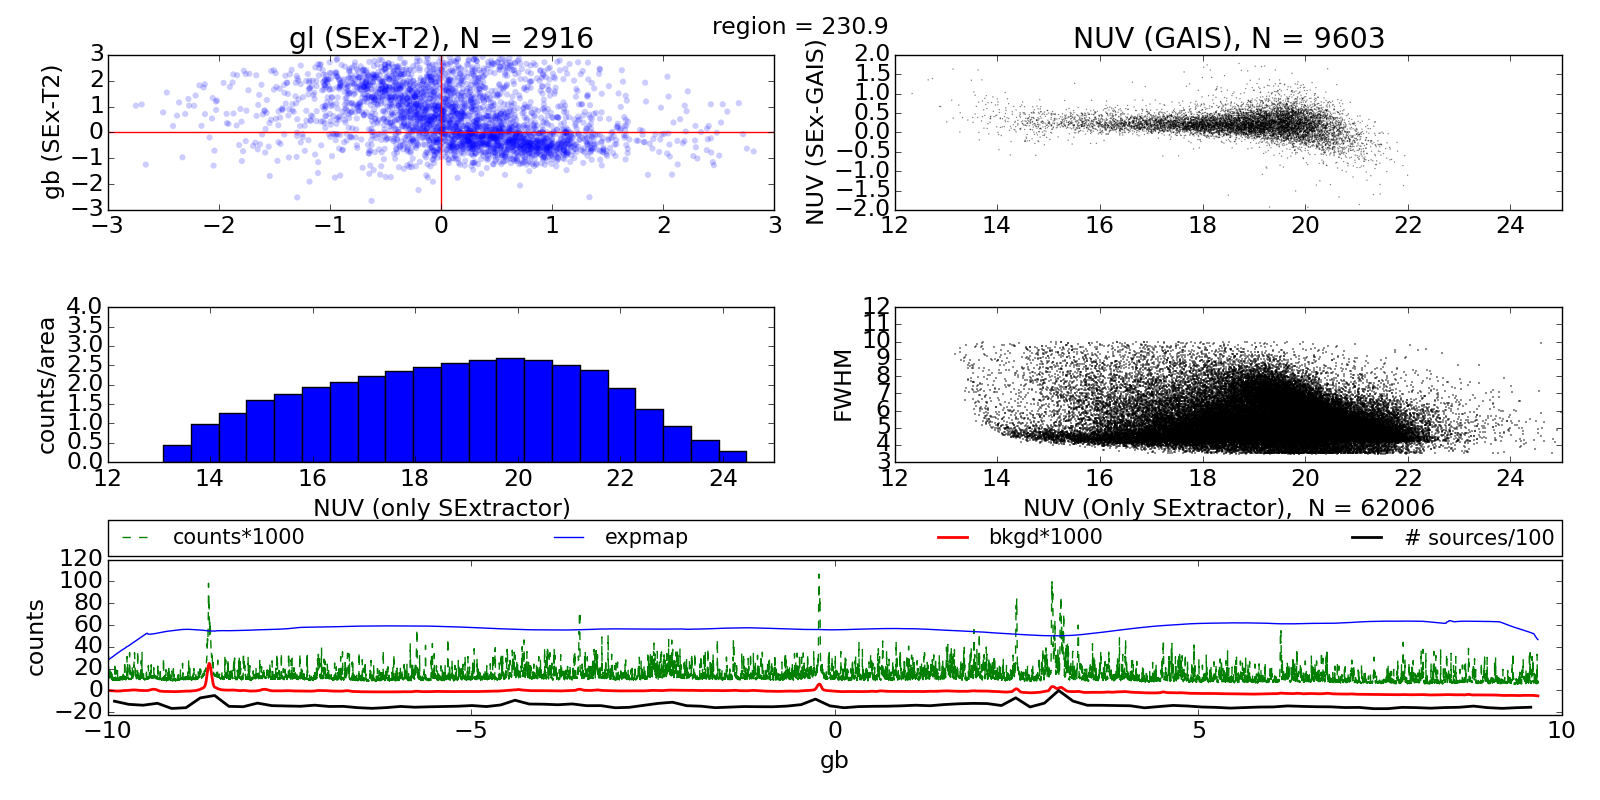 region = 230.9
gl (SEx-T2), N = 2916
gb (SEx-T2)
3
2
1
0
−1
−2
−3
−3 −2 −1 0 1 2 3
NUV (GAIS), N = 9603
NUV (SEx-GAIS)
2.0
1.5
1.0
0.5
0.0
−0.5
−1.0
−1.5
−2.0
12 14 16 18 20 22 24
counts/area
4.0
3.5
3.0
2.5
2.0
1.5
1.0
0.5
0.0
12 14 16 18 20 22 24
NUV (only SExtractor)
FWHM
12
11
10
9
8
7
6
5
4
3
12 14 16 18 20 22 24
NUV (Only SExtractor), N = 62006
counts*1000 expmap bkgd*1000 # sources/100
counts
120
100
80
60
40
20
0
−20
−10 −5 0 5 10
gb